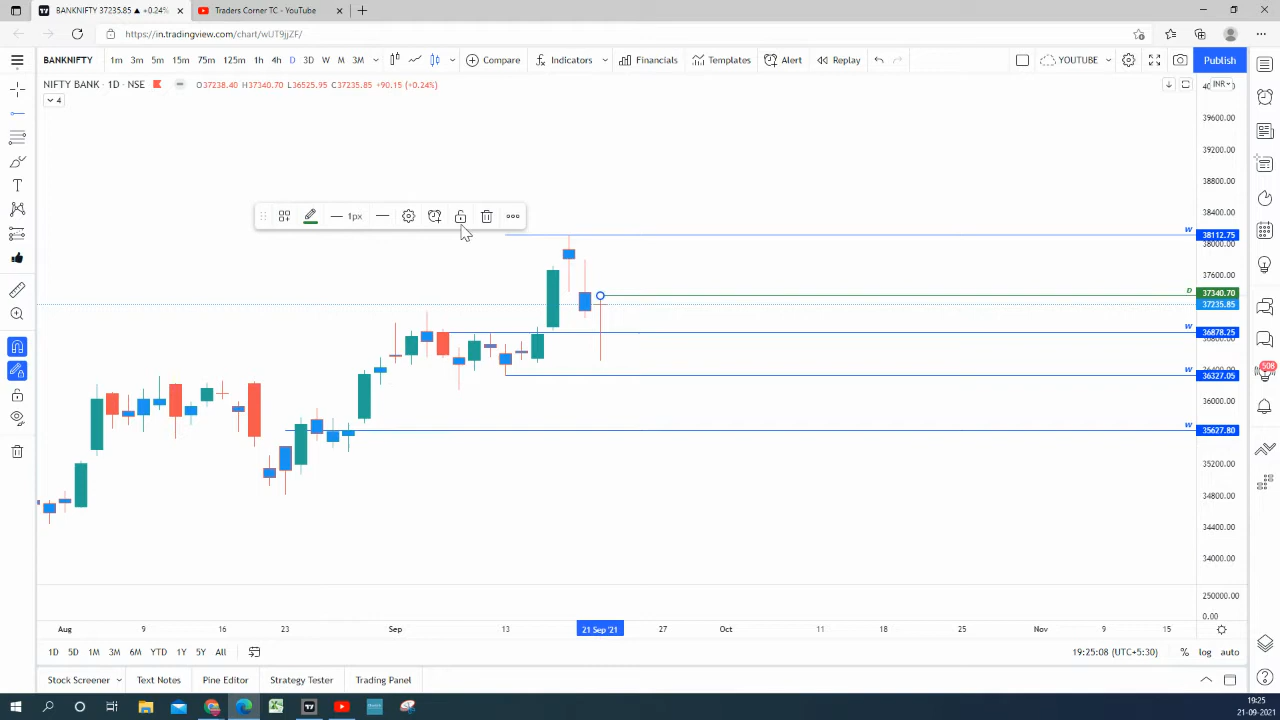 BANKNIFTY 37235.85 ▲ +0.24%
Traders Corner TC - YouTube
https://in.tradingview.com/chart/wUT9jjZF/
BANKNIFTY
1m 3m 5m 15m 75m 125m 1h 4h D 3D W M 3M
Compare
Indicators
Financials
Templates
Alert
Replay
YOUTUBE
Publish
NIFTY BANK · 1D · NSE
O37238.40 H37340.70 L36525.95 C37235.85 +90.15 (+0.24%)
INR
4
39600.00
39200.00
38800.00
1px
38400.00
W
38112.75
38000.00
37600.00
D
37340.70
37235.85
W
36878.25
W
36327.05
36000.00
W
35627.80
35200.00
34800.00
34400.00
34000.00
250000.00
0.00
508
Aug 9 16 23 Sep 13 21 Sep '21 27 Oct 11 18 25 Nov 9 15
1D 5D 1M 3M 6M YTD 1Y 5Y All
19:25:08 (UTC+5:30)
% log auto
Stock Screener
Text Notes
Pine Editor
Strategy Tester
Trading Panel
19:25
21-09-2021